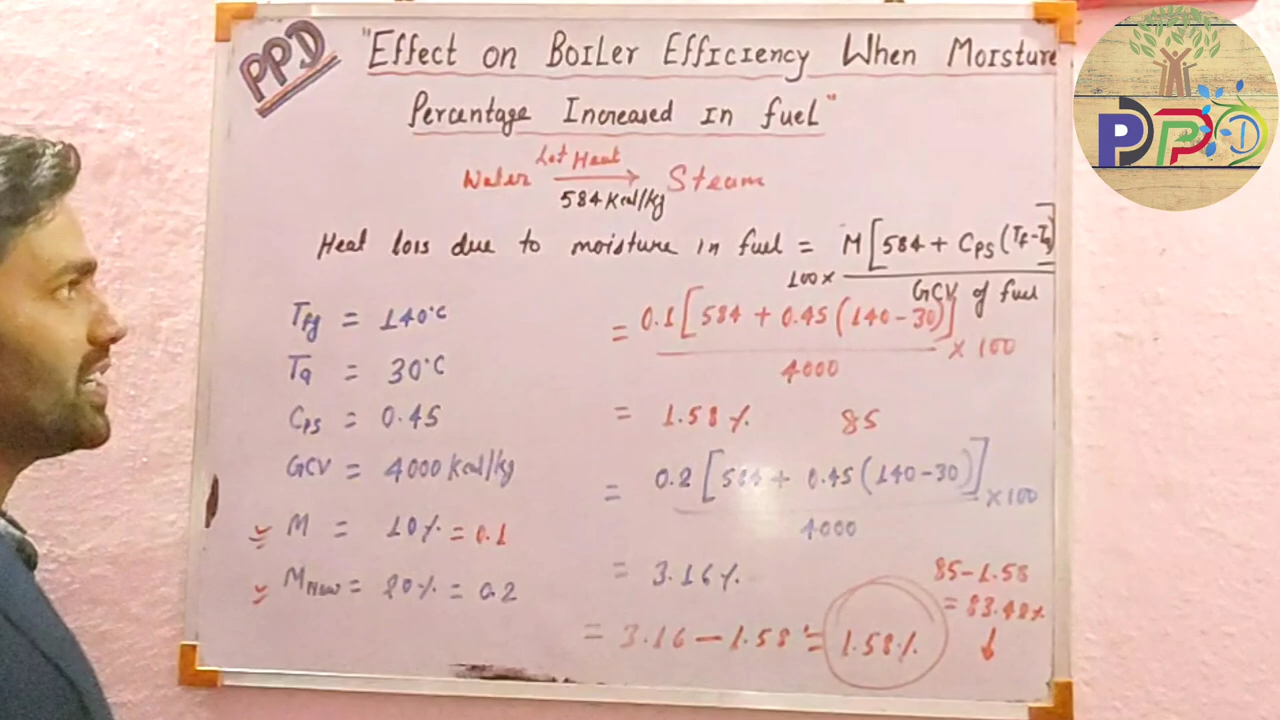 PPD "Effect on Boiler Efficiency When Moisture
Percentage Increased In fuel"
Water Lat Heat → Steam
584 Kcal/kg
Heat loss due to moisture in fuel = M[584 + Cps(Tf-Ta)]
100 x GCV of fuel
Tfg = 140°C
= 0.1[584 + 0.45(140-30)] x 100
4000
Ta = 30°C
Cps = 0.45
= 1.58% 85
GCV = 4000 Kcal/kg
= 0.2[584 + 0.45(140-30)] x100
4000
M = 10% = 0.1
= 3.16%.
MNew = 20% = 0.2
85-1.58
= 83.42% ↓
= 3.16 - 1.58 = 1.58%.
PPD